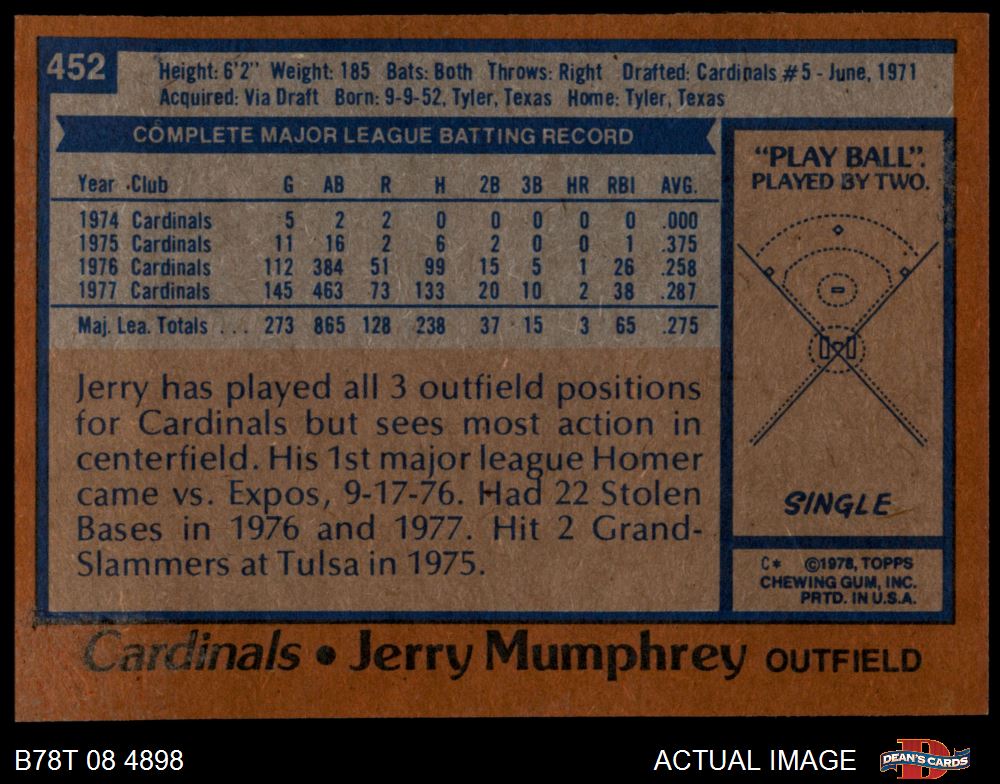 452
Height: 6'2" Weight: 185 Bats: Both Throws: Right Drafted: Cardinals #5 - June, 1971
Acquired: Via Draft Born: 9-9-52, Tyler, Texas Home: Tyler, Texas
COMPLETE MAJOR LEAGUE BATTING RECORD
Year Club G AB R H 2B 3B HR RBI AVG.
1974 Cardinals 5 2 2 0 0 0 0 0 .000
1975 Cardinals 11 16 2 6 2 0 0 1 .375
1976 Cardinals 112 384 51 99 15 5 1 26 .258
1977 Cardinals 145 463 73 133 20 10 2 38 .287
Maj. Lea. Totals . . . 273 865 128 238 37 15 3 65 .275
Jerry has played all 3 outfield positions
for Cardinals but sees most action in
centerfield. His 1st major league Homer
came vs. Expos, 9-17-76. Had 22 Stolen
Bases in 1976 and 1977. Hit 2 Grand-
Slammers at Tulsa in 1975.
"PLAY BALL".
PLAYED BY TWO.
SINGLE
C* ©1978, TOPPS
CHEWING GUM, INC.
PRTD. IN U.S.A.
Cardinals • Jerry Mumphrey OUTFIELD
B78T 08 4898
ACTUAL IMAGE
DEAN'S CARDS